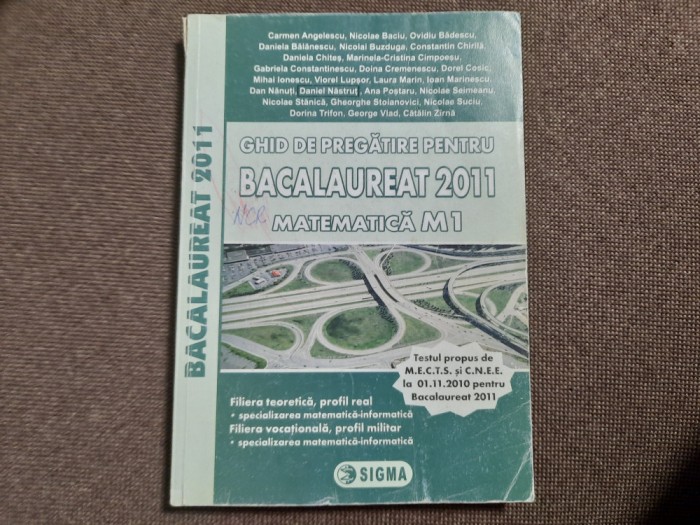 Carmen Angelescu, Nicolae Baciu, Ovidiu Bădescu,
Daniela Bălănescu, Nicolai Buzduga, Constantin Chirilă,
Daniela Chiteș, Marinela-Cristina Cimpoeșu,
Gabriela Constantinescu, Doina Cremenescu, Dorel Cosic,
Mihai Ionescu, Viorel Lupșor, Laura Marin, Ioan Marinescu,
Dan Nănuți, Daniel Năstruț, Ana Poștaru, Nicolae Seimeanu,
Nicolae Stănică, Gheorghe Stoianovici, Nicolae Suciu,
Dorina Trifon, George Vlad, Cătălin Zîrnă
BACALAUREAT 2011
GHID DE PREGĂTIRE PENTRU
BACALAUREAT 2011
MATEMATICĂ M1
Testul propus de
M.E.C.T.S. și C.N.E.E.
la 01.11.2010 pentru
Bacalaureat 2011
Filiera teoretică, profil real
• specializarea matematică-informatică
Filiera vocațională, profil militar
• specializarea matematică-informatică
SIGMA